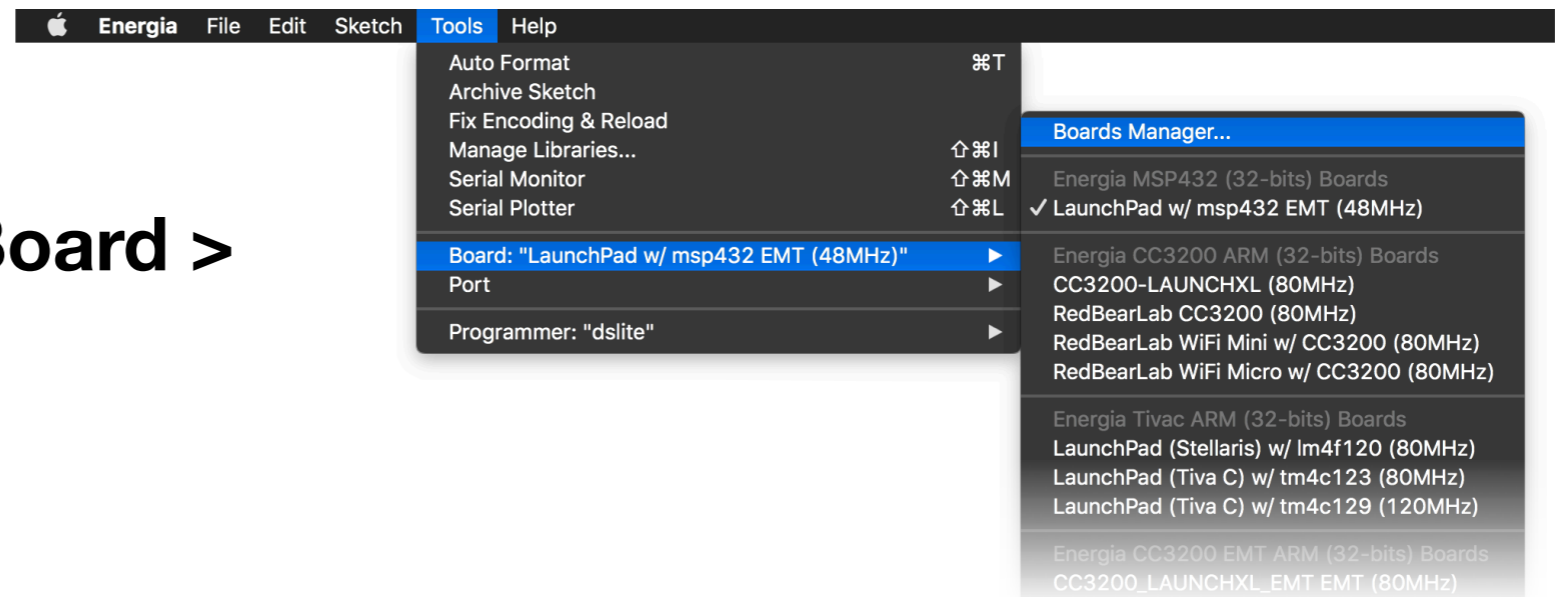 Energia File Edit Sketch Tools Help
Auto Format ⌘T
Archive Sketch
Fix Encoding & Reload
Manage Libraries... ⇧⌘I
Serial Monitor ⇧⌘M
Serial Plotter ⇧⌘L
Board: "LaunchPad w/ msp432 EMT (48MHz)" ▶
Port ▶
Programmer: "dslite" ▶
Boards Manager...
Energia MSP432 (32-bits) Boards
✓ LaunchPad w/ msp432 EMT (48MHz)
Energia CC3200 ARM (32-bits) Boards
CC3200-LAUNCHXL (80MHz)
RedBearLab CC3200 (80MHz)
RedBearLab WiFi Mini w/ CC3200 (80MHz)
RedBearLab WiFi Micro w/ CC3200 (80MHz)
Energia Tivac ARM (32-bits) Boards
LaunchPad (Stellaris) w/ lm4f120 (80MHz)
LaunchPad (Tiva C) w/ tm4c123 (80MHz)
LaunchPad (Tiva C) w/ tm4c129 (120MHz)
Energia CC3200 EMT ARM (32-bits) Boards
CC3200_LAUNCHXL_EMT EMT (80MHz)
Board >